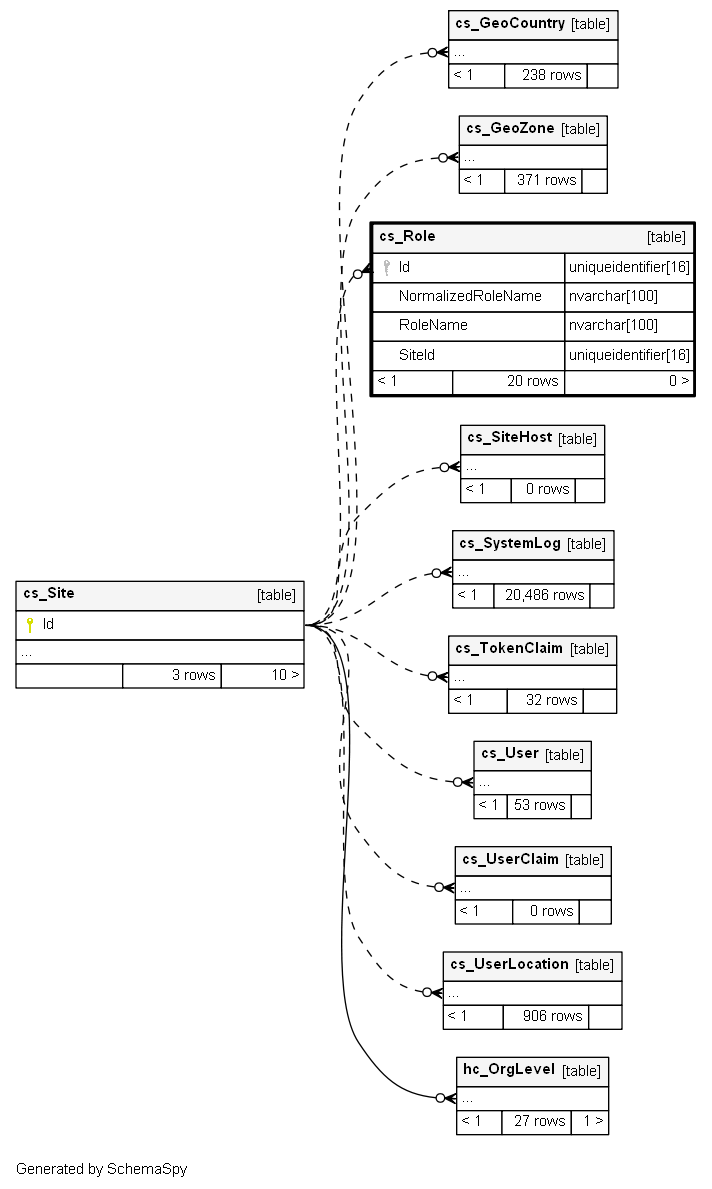 cs_GeoCountry [table]
...
< 1 238 rows
cs_GeoZone [table]
...
< 1 371 rows
cs_Role [table]
Id uniqueidentifier[16]
NormalizedRoleName nvarchar[100]
RoleName nvarchar[100]
SiteId uniqueidentifier[16]
< 1 20 rows 0 >
cs_SiteHost [table]
...
< 1 0 rows
cs_SystemLog [table]
...
< 1 20,486 rows
cs_Site [table]
Id
...
3 rows 10 >
cs_TokenClaim [table]
...
< 1 32 rows
cs_User [table]
...
< 1 53 rows
cs_UserClaim [table]
...
< 1 0 rows
cs_UserLocation [table]
...
< 1 906 rows
hc_OrgLevel [table]
...
< 1 27 rows 1 >
Generated by SchemaSpy